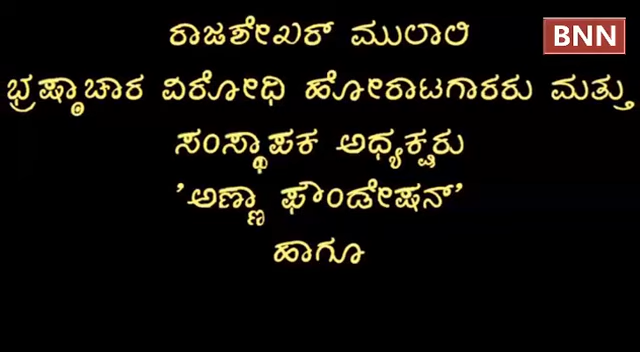 ರಾಜಶೇಖರ್ ಮುಲಾಲಿ
BNN
ಭ್ರಷ್ಠಾಚಾರ ವಿರೋಧಿ ಹೋರಾಟಗಾರರು ಮತ್ತು
ಸಂಸ್ಥಾಪಕ ಅಧ್ಯಕ್ಷರು
'ಅಣ್ಣಾ ಫೌಂಡೇಷನ್'
ಹಾಗೂ